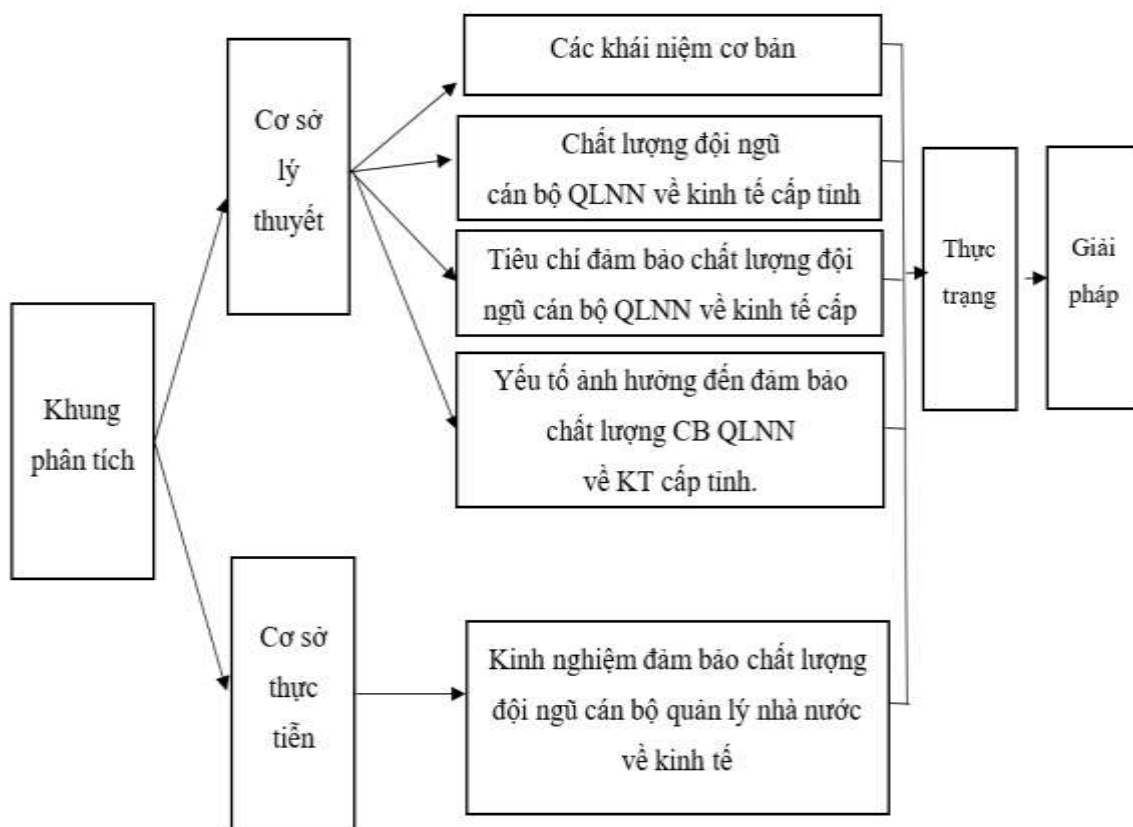 Khung
phân tích
Cơ sở
lý
thuyết
Các khái niệm cơ bản
Chất lượng đội ngũ
cán bộ QLNN về kinh tế cấp tỉnh
Tiêu chí đảm bảo chất lượng đội
ngũ cán bộ QLNN về kinh tế cấp
Yếu tố ảnh hưởng đến đảm bảo
chất lượng CB QLNN
về KT cấp tỉnh.
Cơ sở
thực
tiễn
Kinh nghiệm đảm bảo chất lượng
đội ngũ cán bộ quản lý nhà nước
về kinh tế
Thực
trạng
Giải
pháp